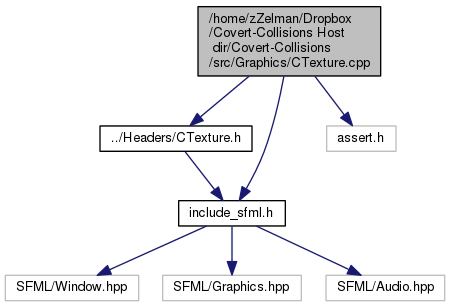 /home/zZelman/Dropbox
/Covert-Collisions Host
dir/Covert-Collisions
/src/Graphics/CTexture.cpp
../Headers/CTexture.h
assert.h
include_sfml.h
SFML/Window.hpp
SFML/Graphics.hpp
SFML/Audio.hpp